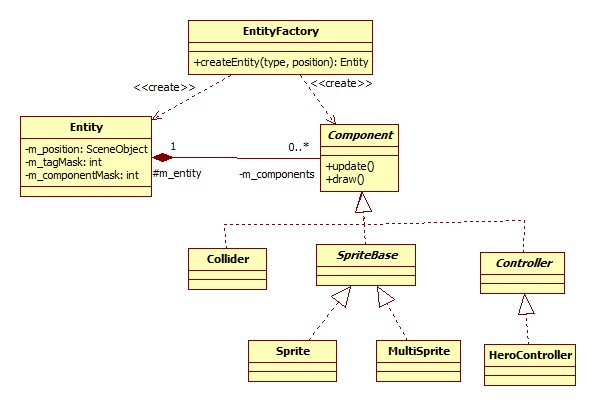 EntityFactory
+createEntity(type, position): Entity
<<create>>
<<create>>
Entity
-m_position: SceneObject
-m_tagMask: int
-m_componentMask: int
1
0..*
#m_entity
-m_components
Component
+update()
+draw()
Collider
SpriteBase
Controller
Sprite
MultiSprite
HeroController